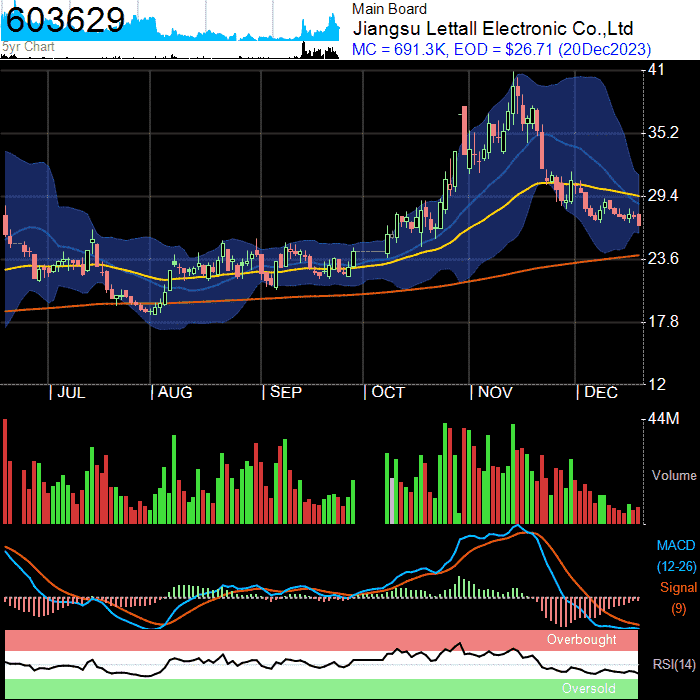 603629
Main Board
Jiangsu Lettall Electronic Co.,Ltd
MC = 691.3K, EOD = $26.71 (20Dec2023)
5yr Chart
41
35.2
29.4
23.6
17.8
12
| JUL | AUG | SEP | OCT | NOV | DEC
44M
Volume
MACD
(12-26)
Signal
(9)
Overbought
RSI(14)
Oversold